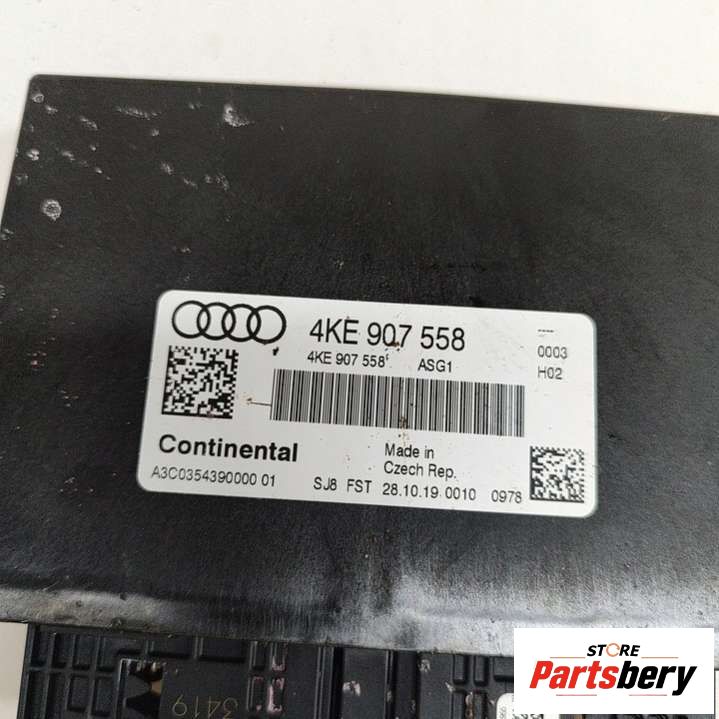 4KE 907 558
4KE 907 558
ASG1
----
0003
H02
Continental
Made in
Czech Rep.
A3C0354390000 01
SJ8 FST 28.10.19 0010 0978
3419
STORE
Partsbery